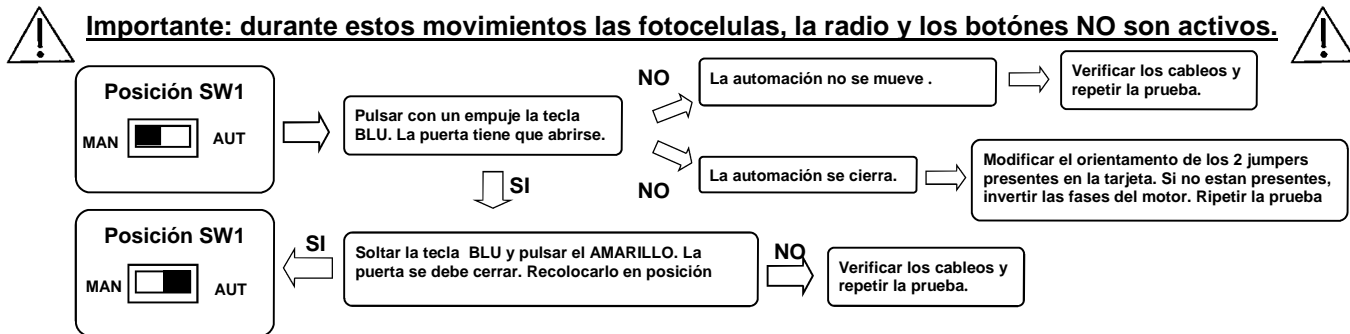 Importante: durante estos movimientos las fotocelulas, la radio y los botónes NO son activos.
Posición SW1
MAN
AUT
Pulsar con un empuje la tecla
BLU. La puerta tiene que abrirse.
NO
La automación no se mueve .
Verificar los cableos y
repetir la prueba.
NO
La automación se cierra.
Modificar el orientamento de los 2 jumpers
presentes en la tarjeta. Si no estan presentes,
invertir las fases del motor. Ripetir la prueba
SI
Soltar la tecla BLU y pulsar el AMARILLO. La
puerta se debe cerrar. Recolocarlo en posición
NO
Verificar los cableos y
repetir la prueba.
SI
Posición SW1
MAN
AUT